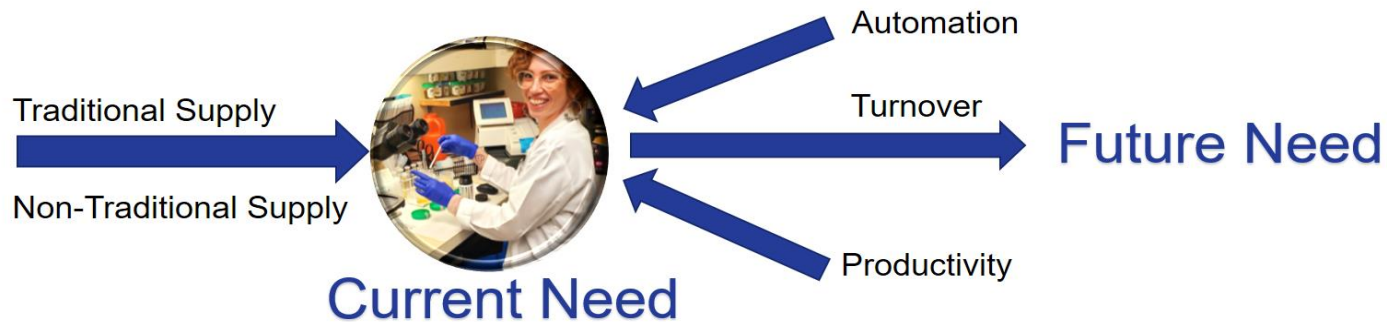 Automation
Traditional Supply
Turnover
Future Need
Non-Traditional Supply
Productivity
Current Need